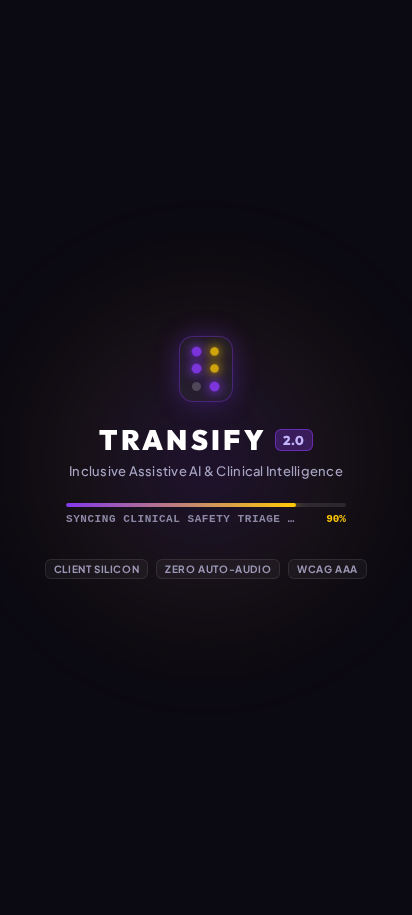 TRANSIFY 2.0
Inclusive Assistive AI & Clinical Intelligence
SYNCING CLINICAL SAFETY TRIAGE … 90%
CLIENT SILICON ZERO AUTO-AUDIO WCAG AAA